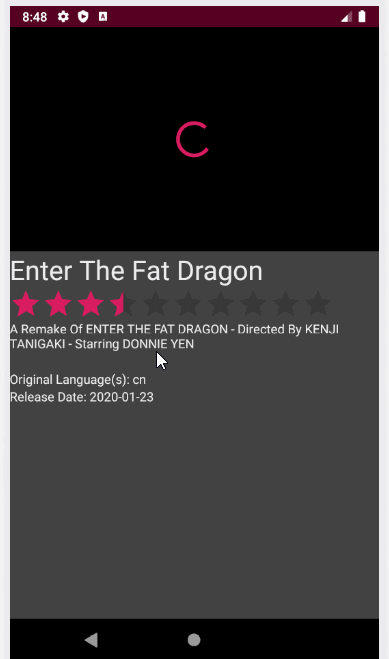 8:48
Enter The Fat Dragon
A Remake Of ENTER THE FAT DRAGON - Directed By KENJI
TANIGAKI - Starring DONNIE YEN
Original Language(s): cn
Release Date: 2020-01-23